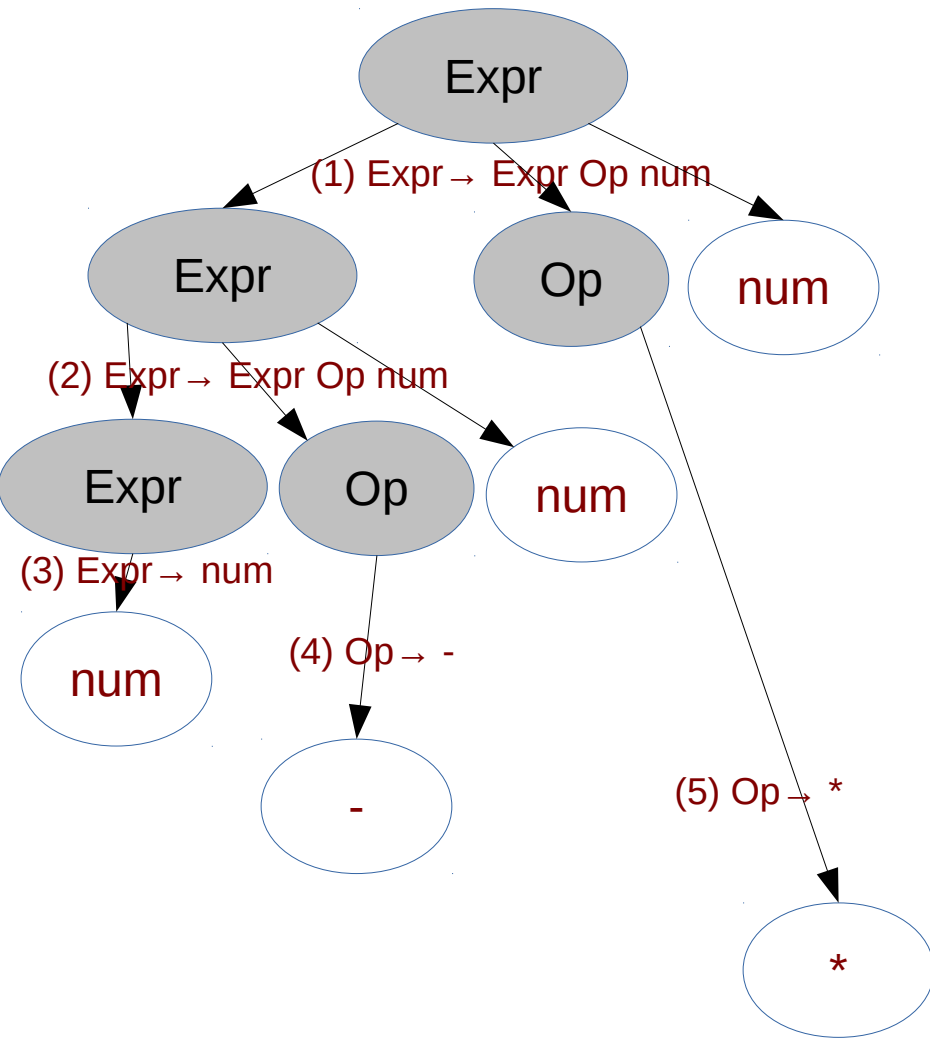 Expr
(1) Expr→ Expr Op num
Expr
Op
num
(2) Expr→ Expr Op num
Expr
Op
num
(3) Expr→ num
num
(4) Op→ -
-
(5) Op→ *
*